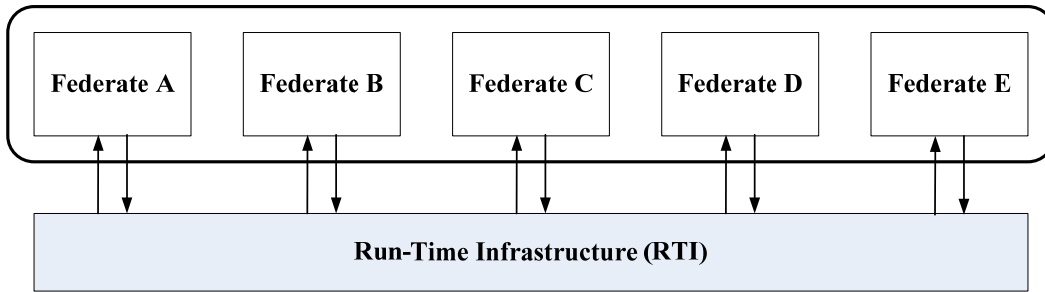 Federate A
Federate B
Federate C
Federate D
Federate E
Run-Time Infrastructure (RTI)